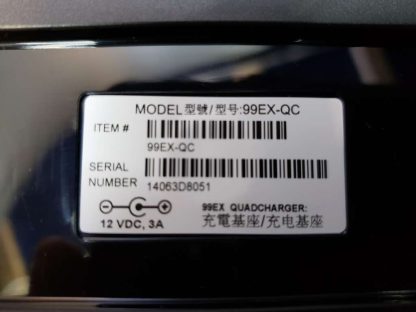 MODEL型號/型号:99EX-QC
ITEM #
99EX-QC
SERIAL NUMBER
14063D8051
12 VDC, 3A
99EX QUADCHARGER:
充電基座/充电基座